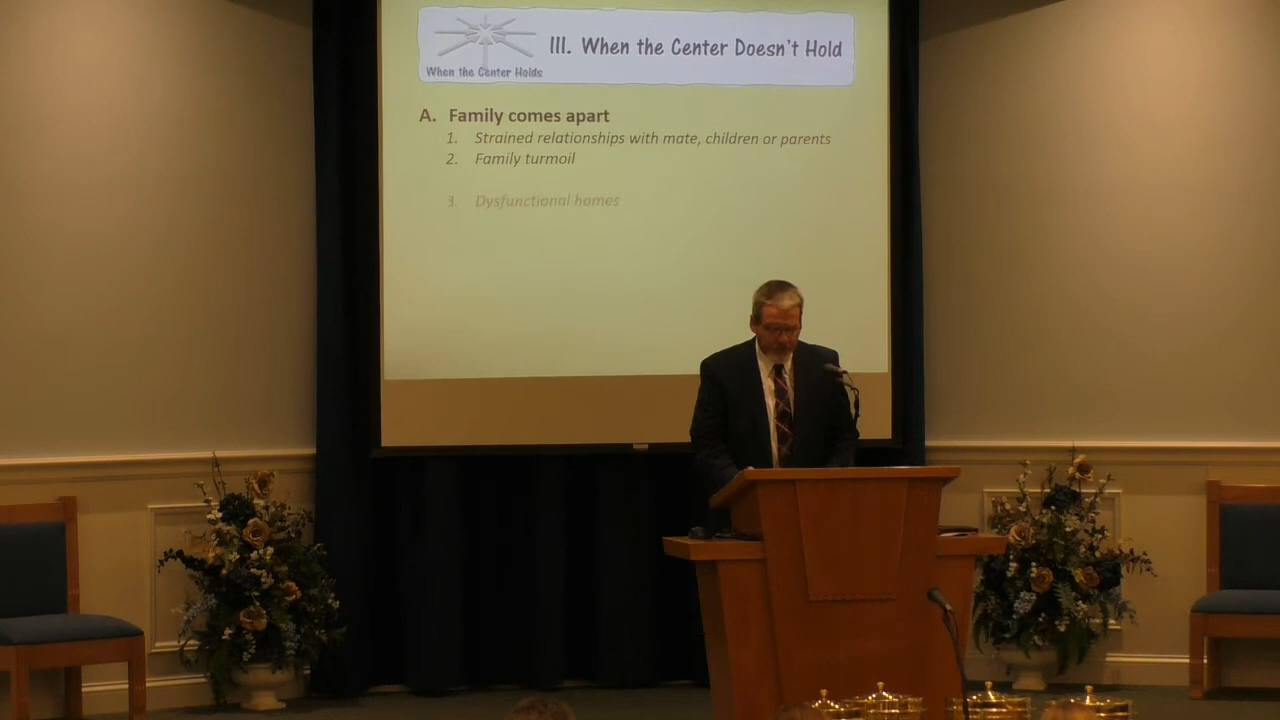 III. When the Center Doesn't Hold
When the Center Holds
A. Family comes apart
1. Strained relationships with mate, children or parents
2. Family turmoil
3. Dysfunctional homes